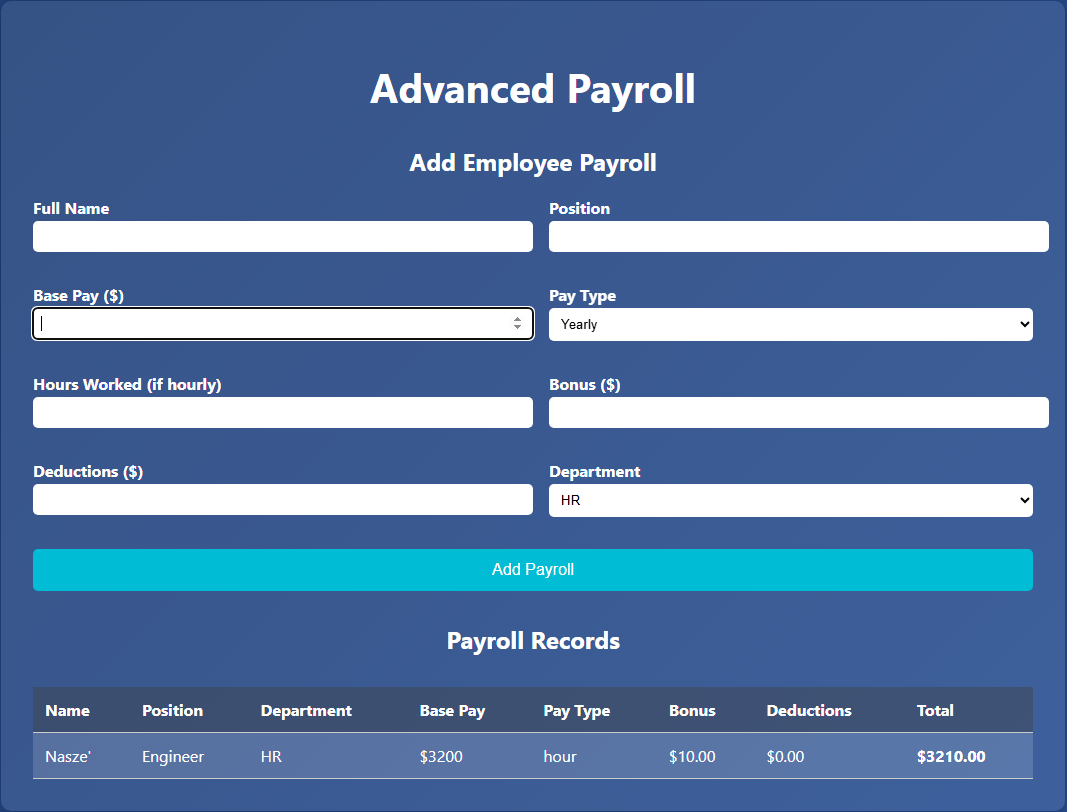 Advanced Payroll
Add Employee Payroll
Full Name Position
Base Pay ($) Pay Type
Yearly
Hours Worked (if hourly) Bonus ($)
Deductions ($) Department
HR
Add Payroll
Payroll Records
Name Position Department Base Pay Pay Type Bonus Deductions Total
Nasze' Engineer HR $3200 hour $10.00 $0.00 $3210.00